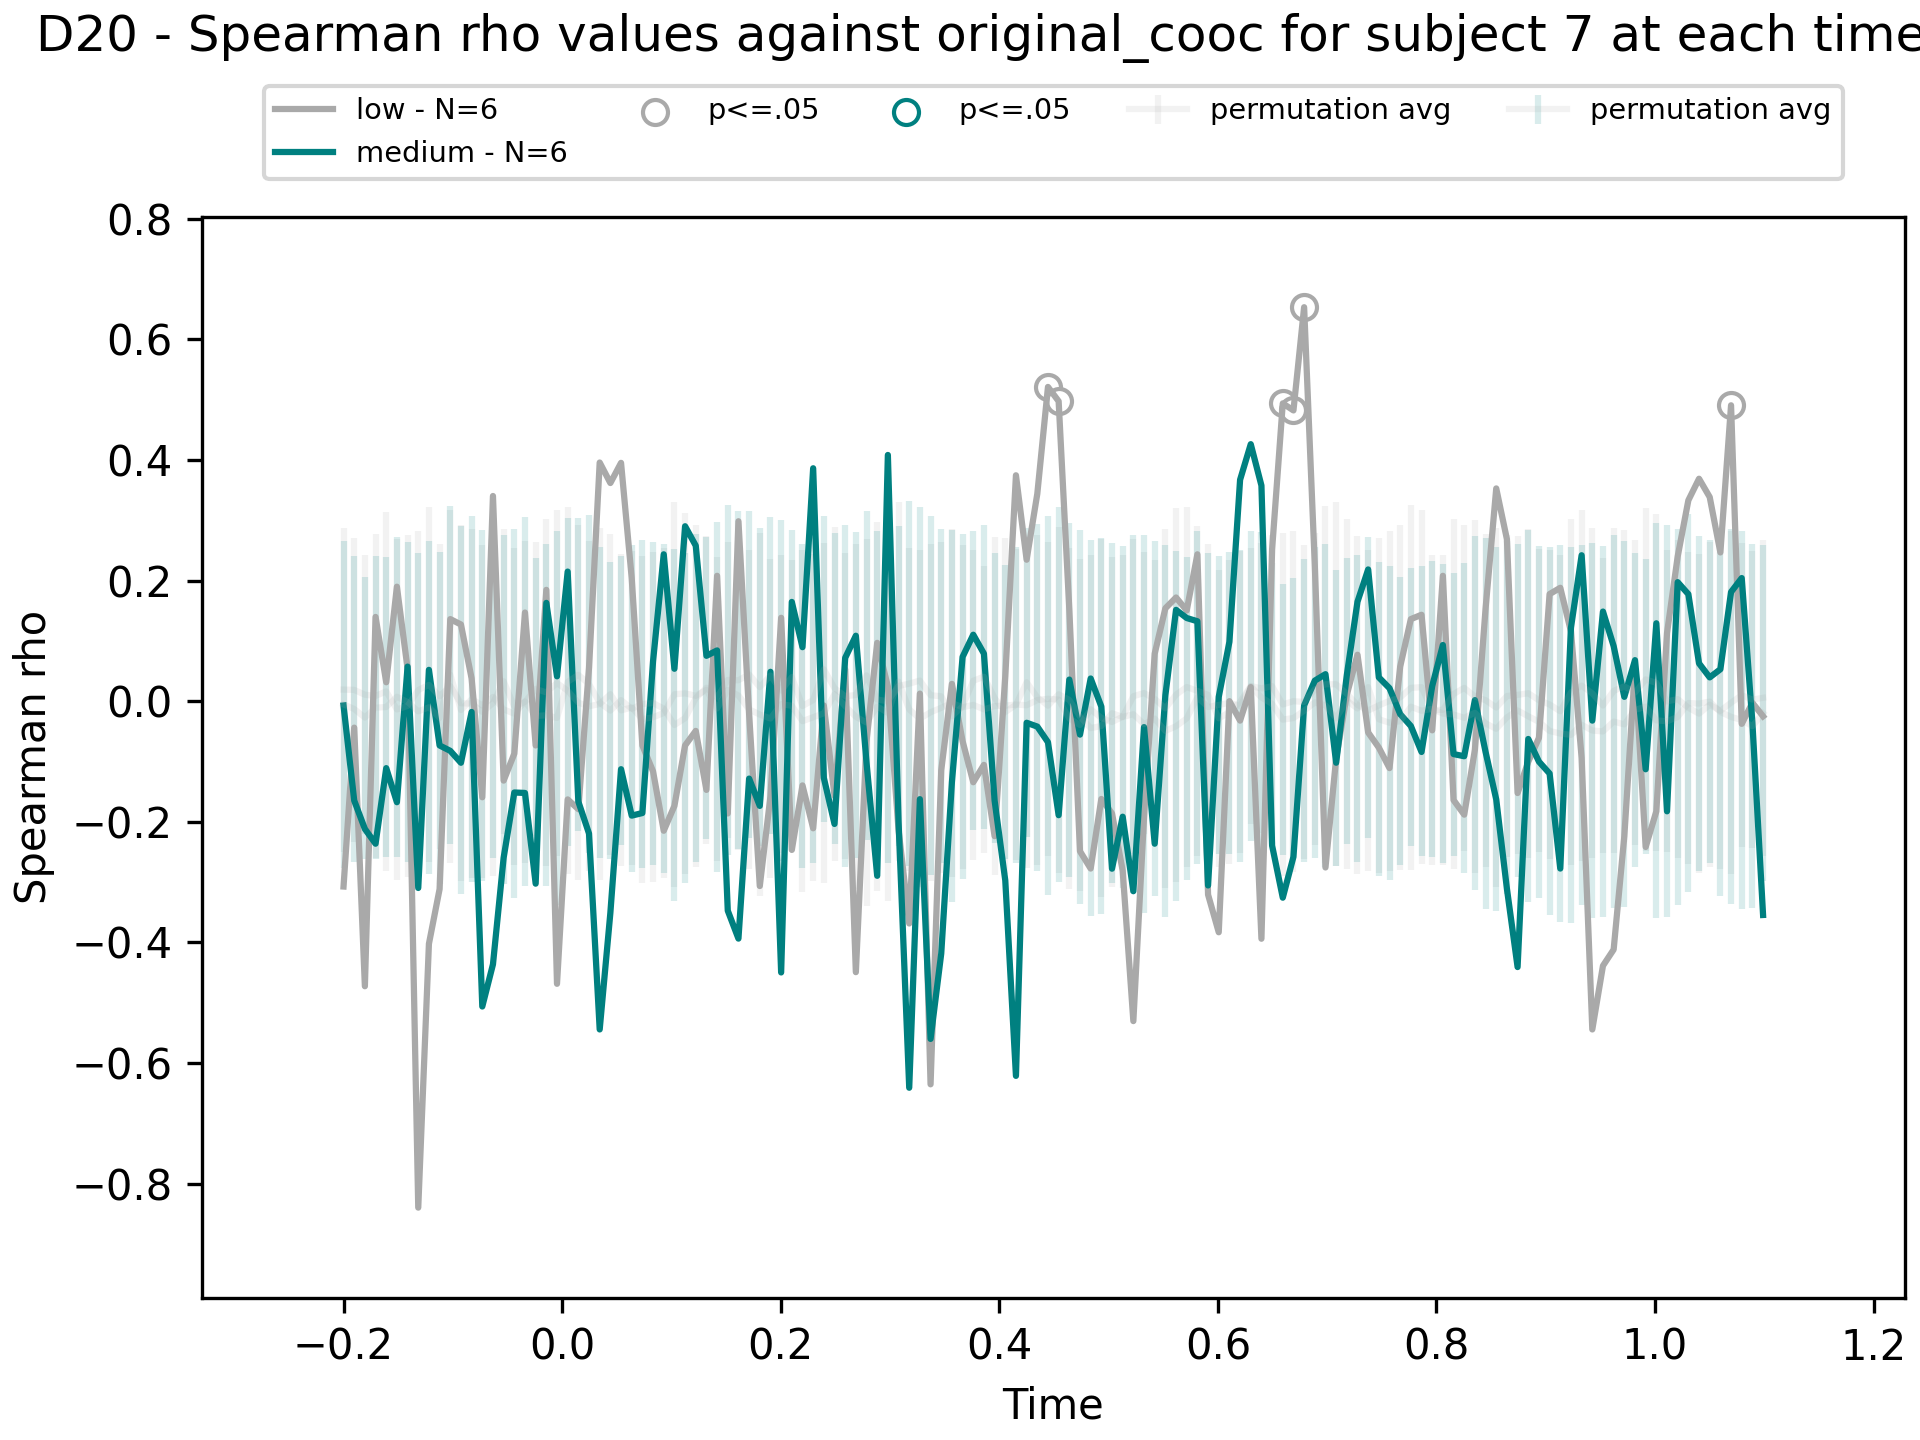 D20 - Spearman rho values against original_cooc for subject 7 at each time
low - N=6
medium - N=6
p<=.05
p<=.05
permutation avg
permutation avg
0.8
0.6
0.4
0.2
0.0
−0.2
−0.4
−0.6
−0.8
Spearman rho
−0.2 0.0 0.2 0.4 0.6 0.8 1.0 1.2
Time